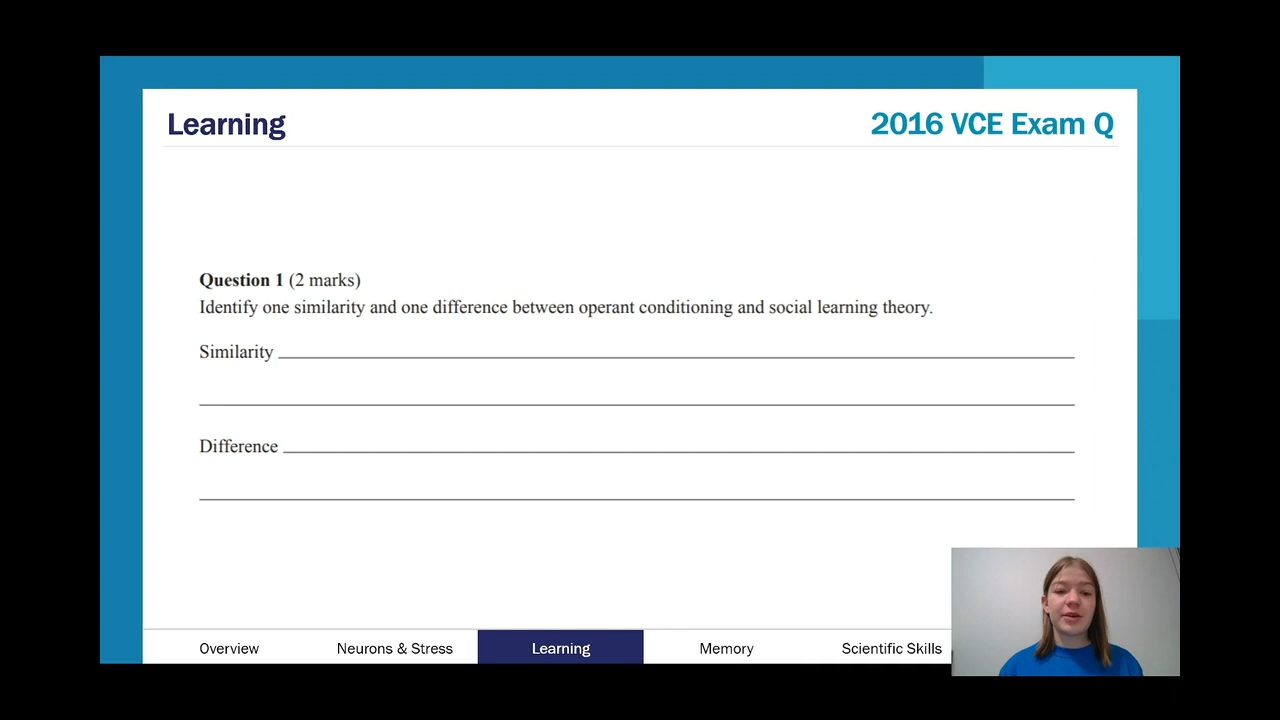 Learning
2016 VCE Exam Q
Question 1 (2 marks)
Identify one similarity and one difference between operant conditioning and social learning theory.
Similarity
Difference
Overview
Neurons & Stress
Learning
Memory
Scientific Skills